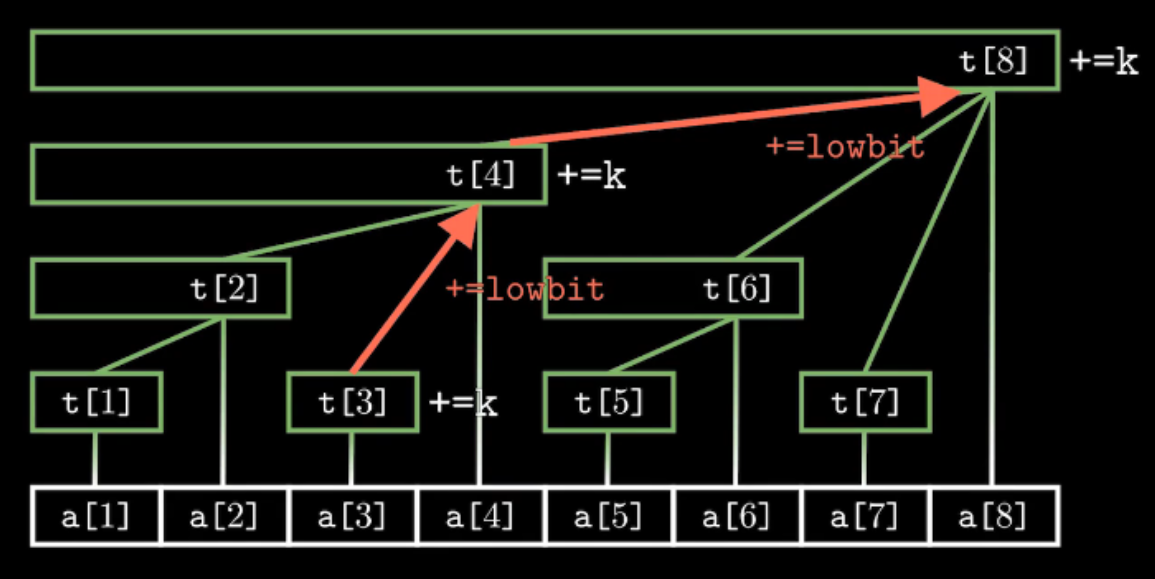 t[8] +=k
+=lowbit
t[4] +=k
t[2] +=lowbit t[6]
t[1] t[3] +=k t[5] t[7]
a[1] a[2] a[3] a[4] a[5] a[6] a[7] a[8]